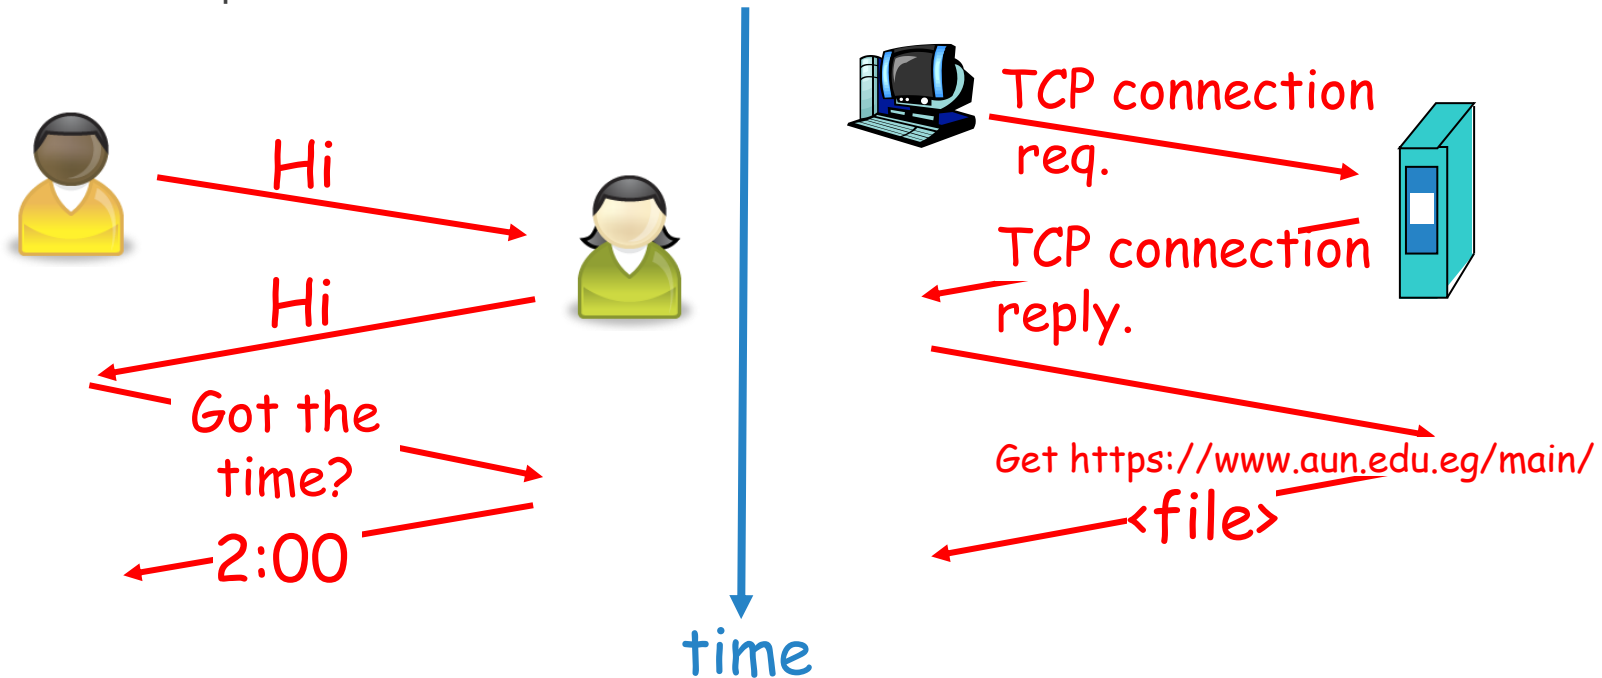 Hi
Hi
Got the
time?
2:00
time
TCP connection
req.
TCP connection
reply.
Get https://www.aun.edu.eg/main/
<file>